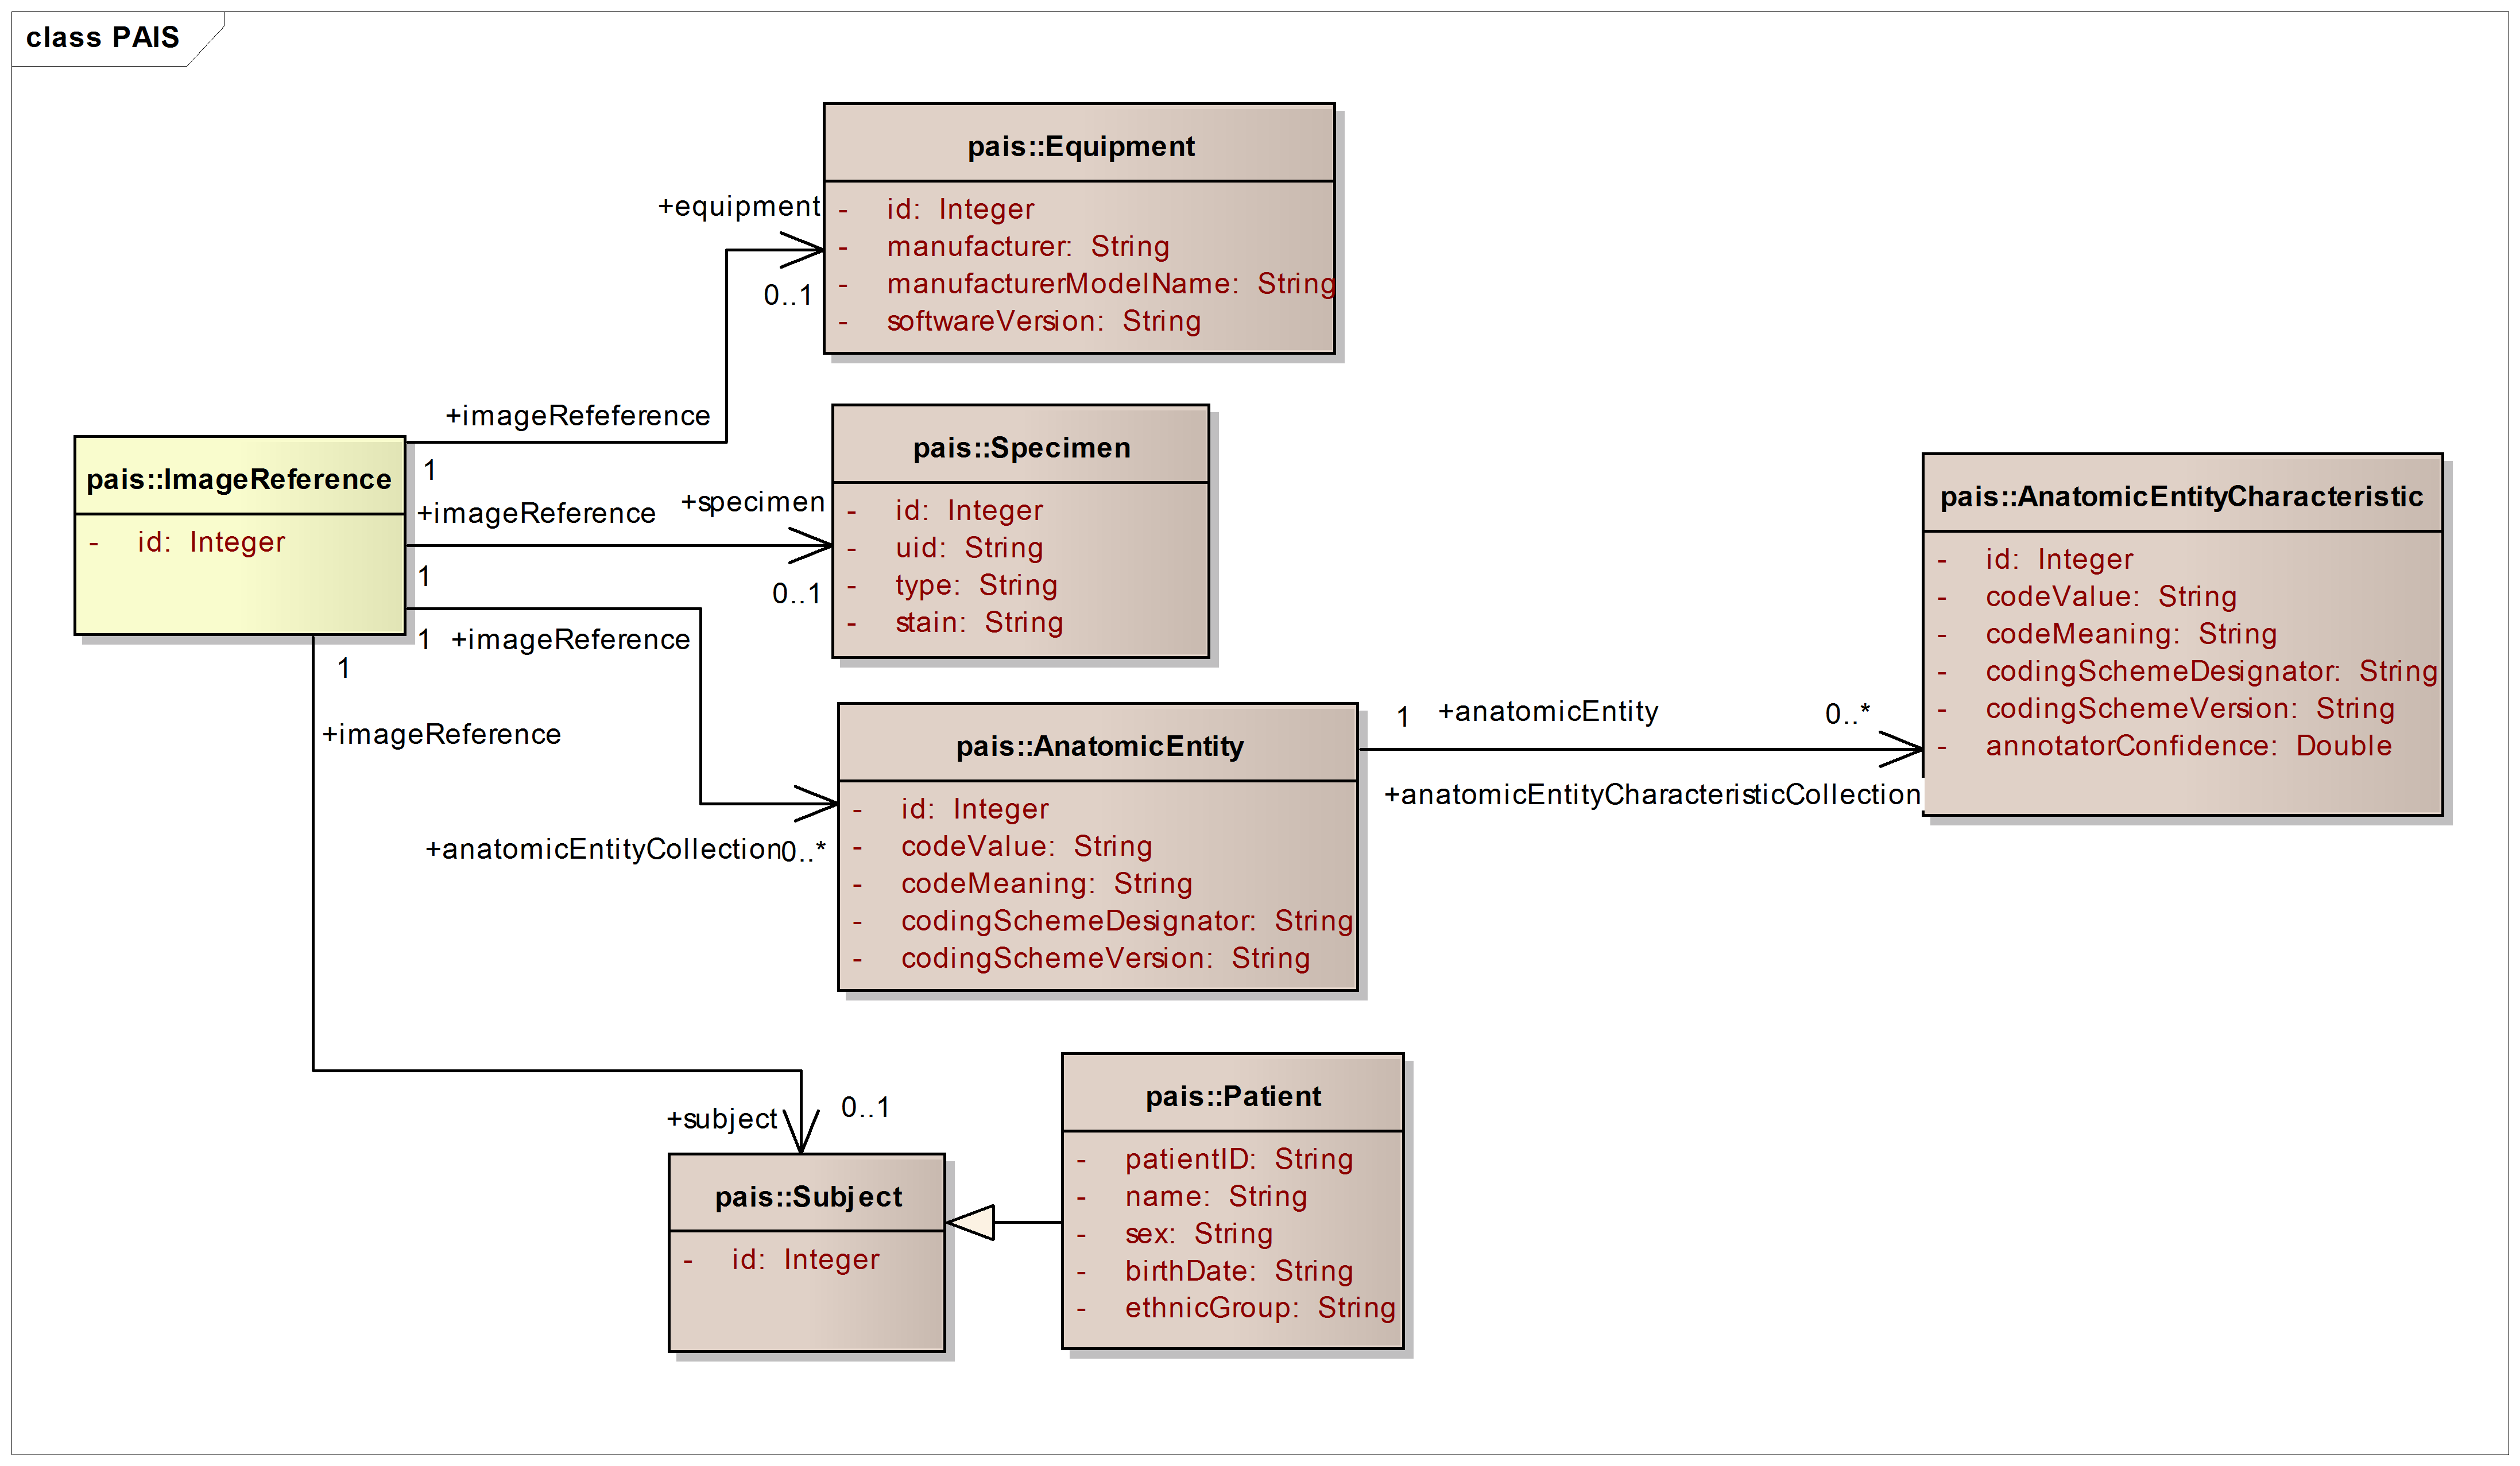 class PAIS
pais::Equipment
- id: Integer
- manufacturer: String
- manufacturerModelName: String
- softwareVersion: String
+equipment
0..1
+imageRefeference
1
pais::ImageReference
- id: Integer
+imageReference
+specimen
1
0..1
pais::Specimen
- id: Integer
- uid: String
- type: String
- stain: String
1 +imageReference
+anatomicEntityCollection
0..*
pais::AnatomicEntity
- id: Integer
- codeValue: String
- codeMeaning: String
- codingSchemeDesignator: String
- codingSchemeVersion: String
1 +anatomicEntity
0..*
+anatomicEntityCharacteristicCollection
pais::AnatomicEntityCharacteristic
- id: Integer
- codeValue: String
- codeMeaning: String
- codingSchemeDesignator: String
- codingSchemeVersion: String
- annotatorConfidence: Double
1
+imageReference
+subject
0..1
pais::Subject
- id: Integer
pais::Patient
- patientID: String
- name: String
- sex: String
- birthDate: String
- ethnicGroup: String